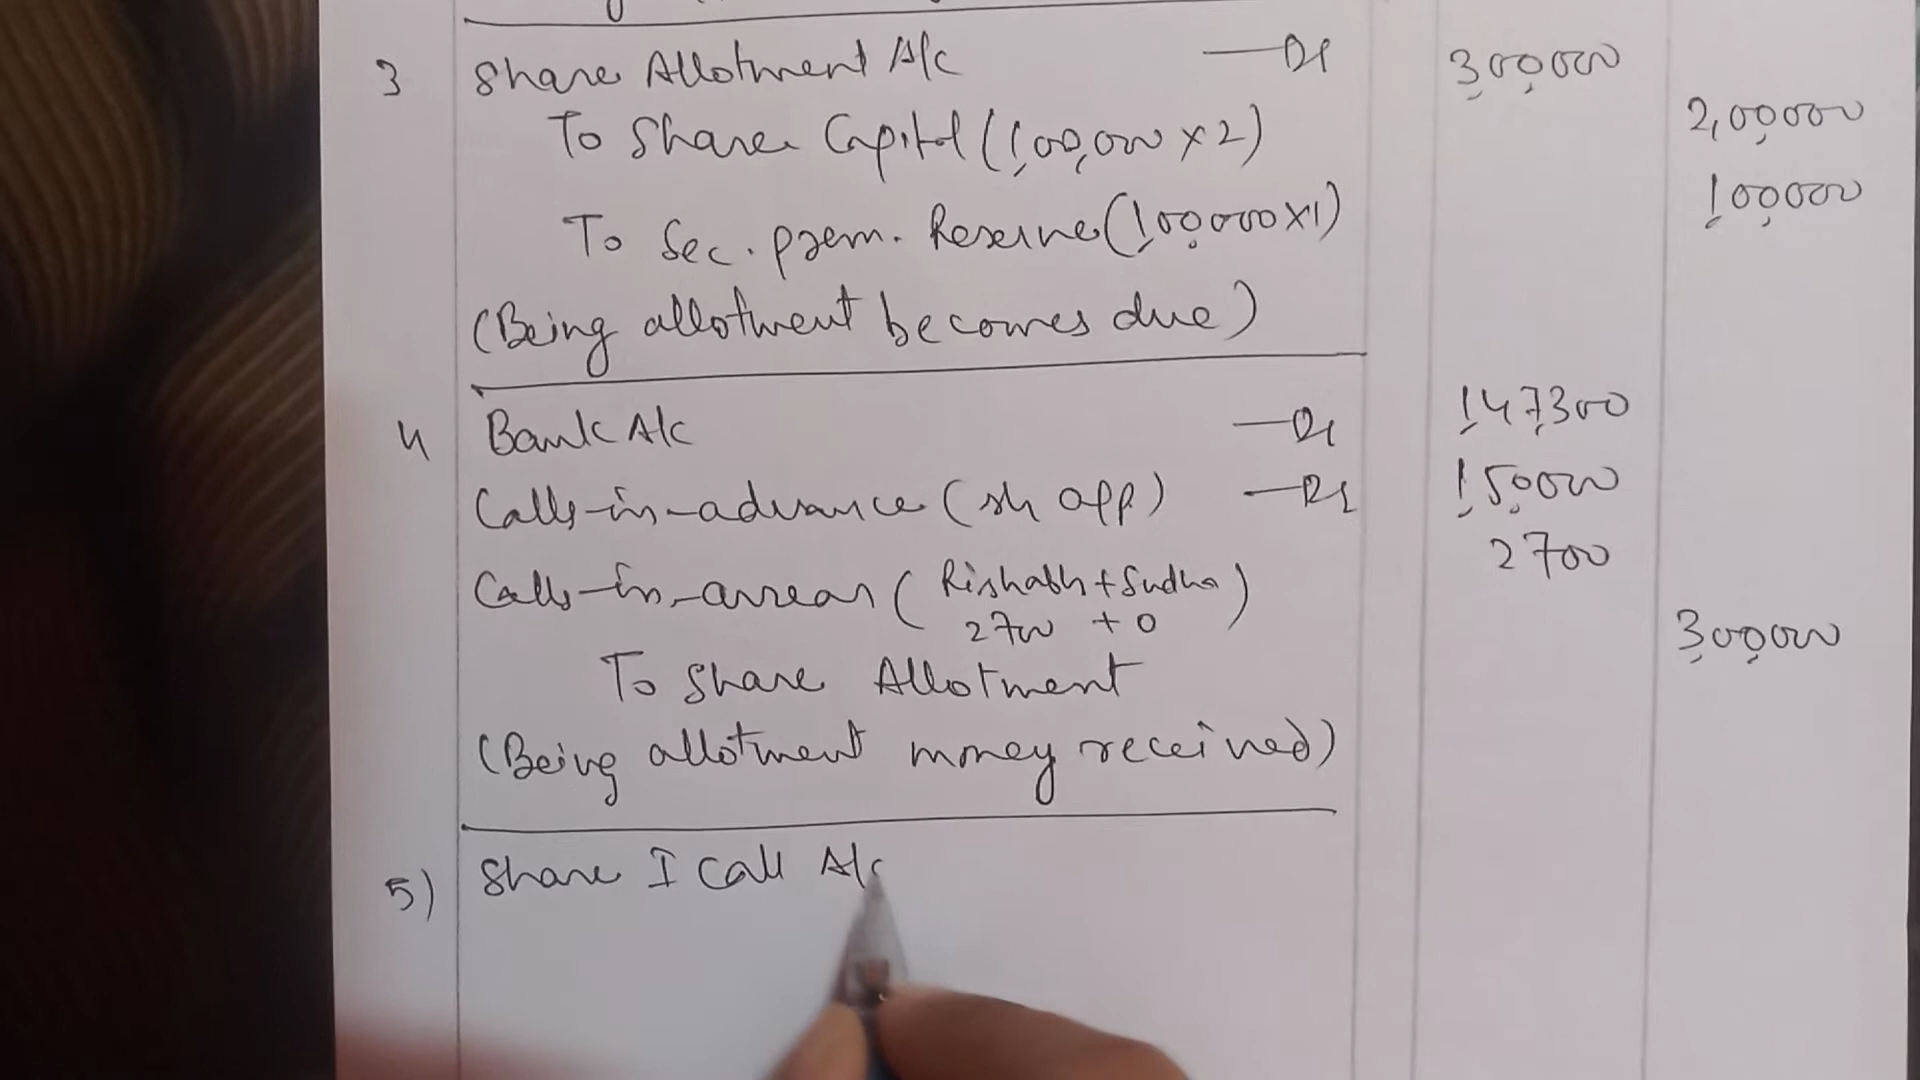 3 Share Allotment A/c —Dr 3,00,000
To Share Capital (1,00,000 × 2) 2,00,000
To Sec. prem. Reserve (1,00,000 × 1) 1,00,000
(Being allotment becomes due)
4 Bank A/c —Dr 1,47,300
Calls-in-advance (sh app) —Dr 1,50,000
Calls-in-arrear (Rishabh + Sudha) 2700
2700 + 0
To Share Allotment 3,00,000
(Being allotment money received)
5) Share I Call A/c